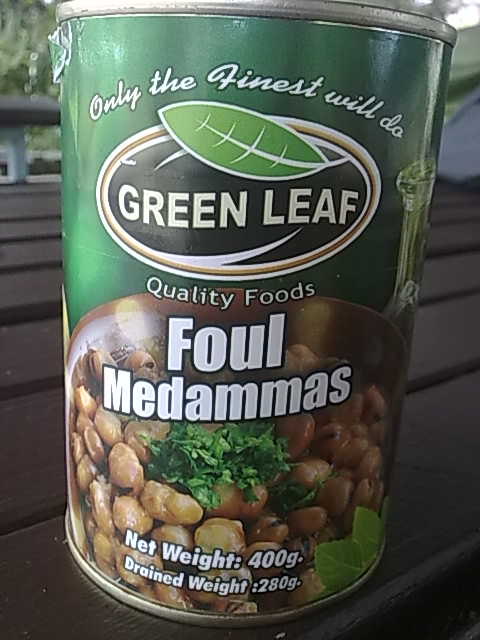 Only the Finest will do
GREEN LEAF
Quality Foods
Foul
Medammas
Net Weight: 400g.
Drained Weight :280g.